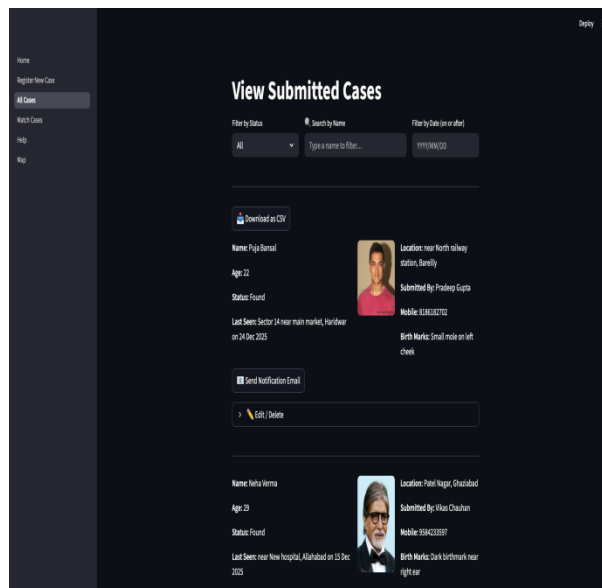 Deploy
Home
Register New Case
All Cases
Match Cases
Help
Map
View Submitted Cases
Filter by Status
Search by Name
Filter by Date (on or after)
All
Type a name to filter...
YYYY/MM/DD
Download as CSV
Name: Puja Bansal
Age: 22
Status: Found
Last Seen: Sector 14 near main market, Haridwar
on 24 Dec 2025
Location: near North railway
station, Bareilly
Submitted By: Pradeep Gupta
Mobile: 8186182702
Birth Marks: Small mole on left
cheek
Send Notification Email
Edit / Delete
Name: Neha Verma
Age: 29
Status: Found
Last Seen: near New hospital, Allahabad on 15 Dec
2025
Location: Patel Nagar, Ghaziabad
Submitted By: Vikas Chauhan
Mobile: 9584233597
Birth Marks: Dark birthmark near
right ear